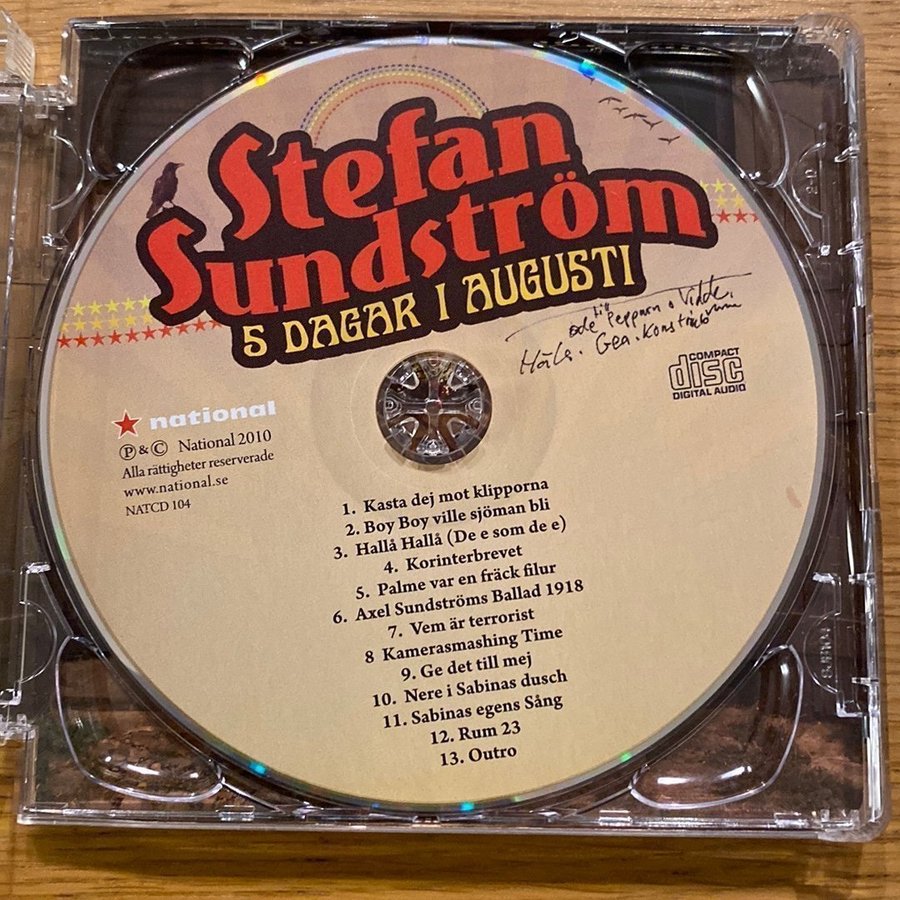 Stefan
Sundström
5 DAGAR I AUGUSTI
COMPACT
disc
DIGITAL AUDIO
national
Ⓟ & © National 2010
Alla rättigheter reserverade
www.national.se
NATCD 104
1. Kasta dej mot klipporna
2. Boy Boy ville sjöman bli
3. Hallå Hallå (De e som de e)
4. Korinterbrevet
5. Palme var en fräck filur
6. Axel Sundströms Ballad 1918
7. Vem är terrorist
8 Kamerasmashing Time
9. Ge det till mej
10. Nere i Sabinas dusch
11. Sabinas egens Sång
12. Rum 23
13. Outro